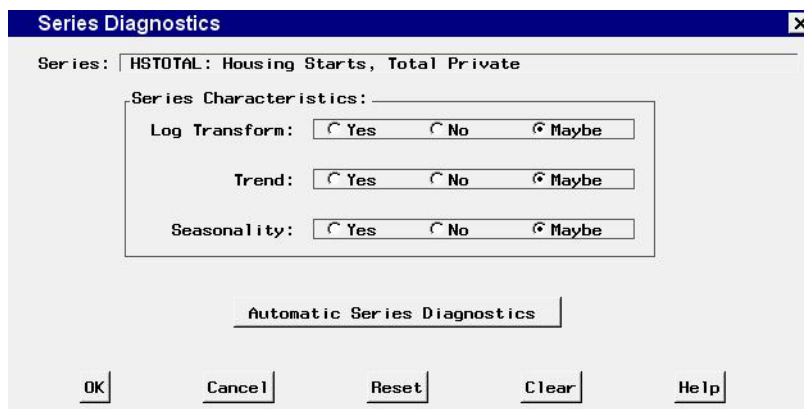 Series Diagnostics
Series: HSTOTAL: Housing Starts, Total Private
Series Characteristics:
Log Transform: Yes No Maybe
Trend: Yes No Maybe
Seasonality: Yes No Maybe
Automatic Series Diagnostics
OK Cancel Reset Clear Help